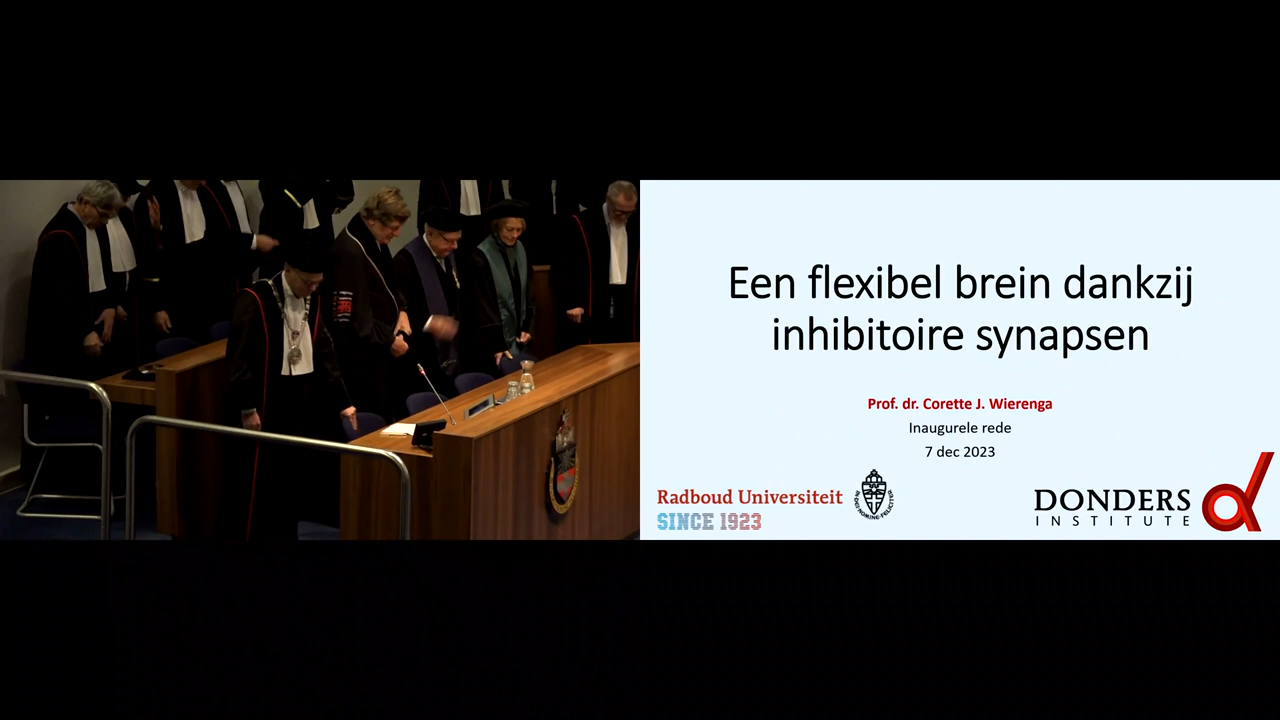 Een flexibel brein dankzij
inhibitoire synapsen
Prof. dr. Corette J. Wierenga
Inaugurele rede
7 dec 2023
Radboud Universiteit
SINCE 1923
DONDERS
INSTITUTE